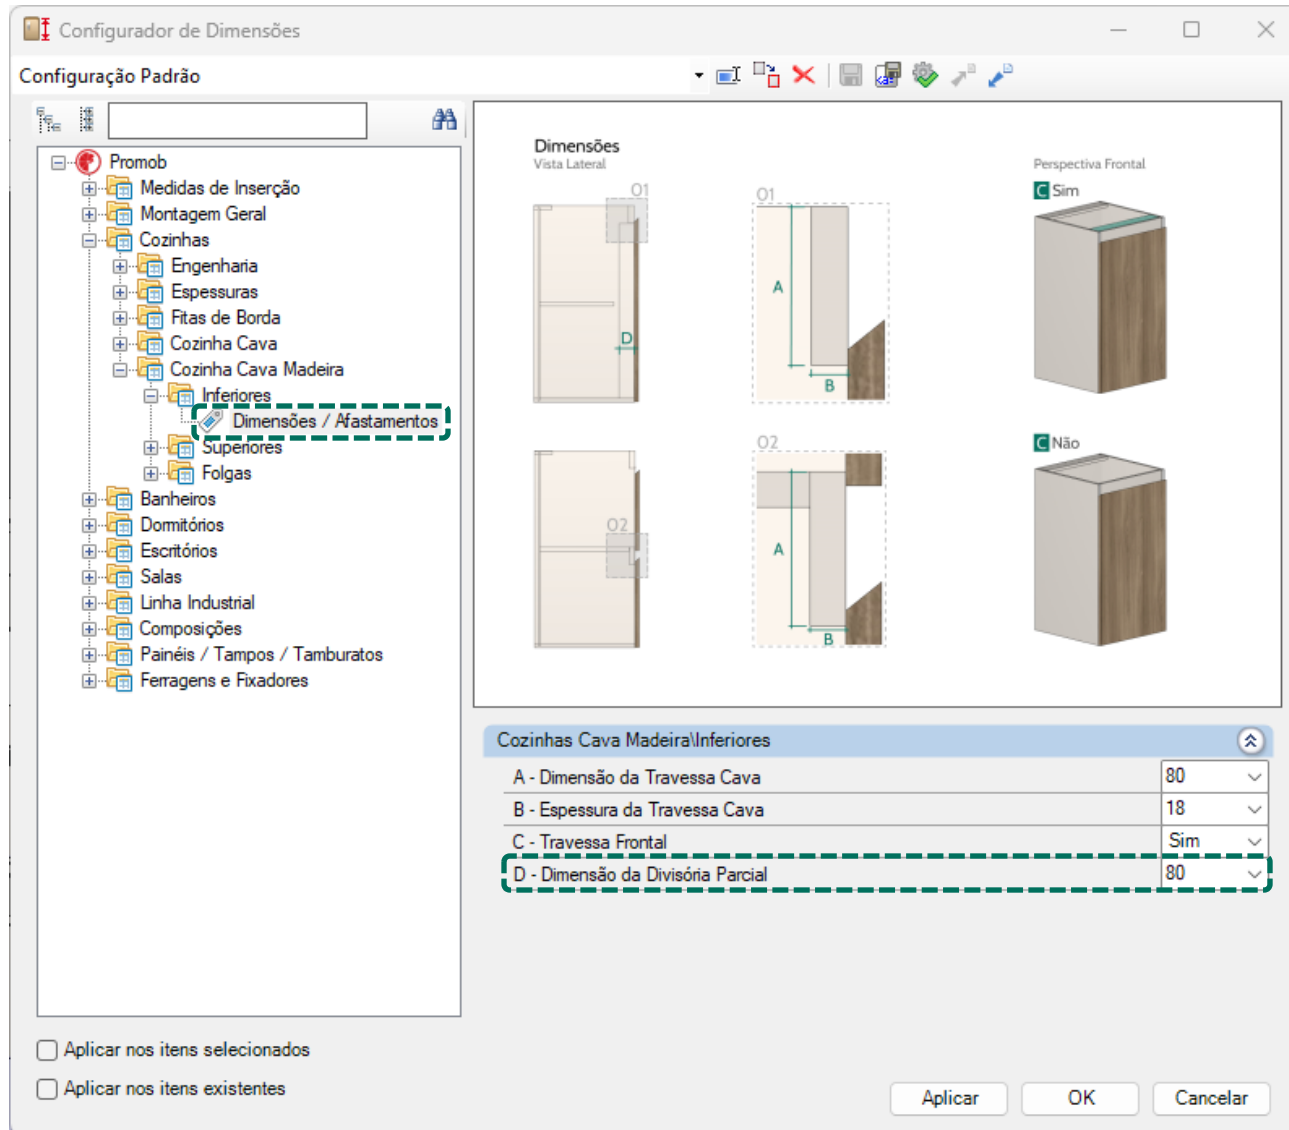 Configurador de Dimensões
Configuração Padrão
Promob
Medidas de Inserção
Montagem Geral
Cozinhas
Engenharia
Espessuras
Fitas de Borda
Cozinha Cava
Cozinha Cava Madeira
Inferiores
Dimensões / Afastamentos
Superiores
Folgas
Banheiros
Dormitórios
Escritórios
Salas
Linha Industrial
Composições
Painéis / Tampos / Tamburatos
Ferragens e Fixadores
Dimensões
Vista Lateral
Perspectiva Frontal
01
01
C Sim
A
D
B
02
C Não
02
A
B
Cozinhas Cava Madeira\Inferiores
A - Dimensão da Travessa Cava 80
B - Espessura da Travessa Cava 18
C - Travessa Frontal Sim
D - Dimensão da Divisória Parcial 80
Aplicar nos itens selecionados
Aplicar nos itens existentes
Aplicar OK Cancelar